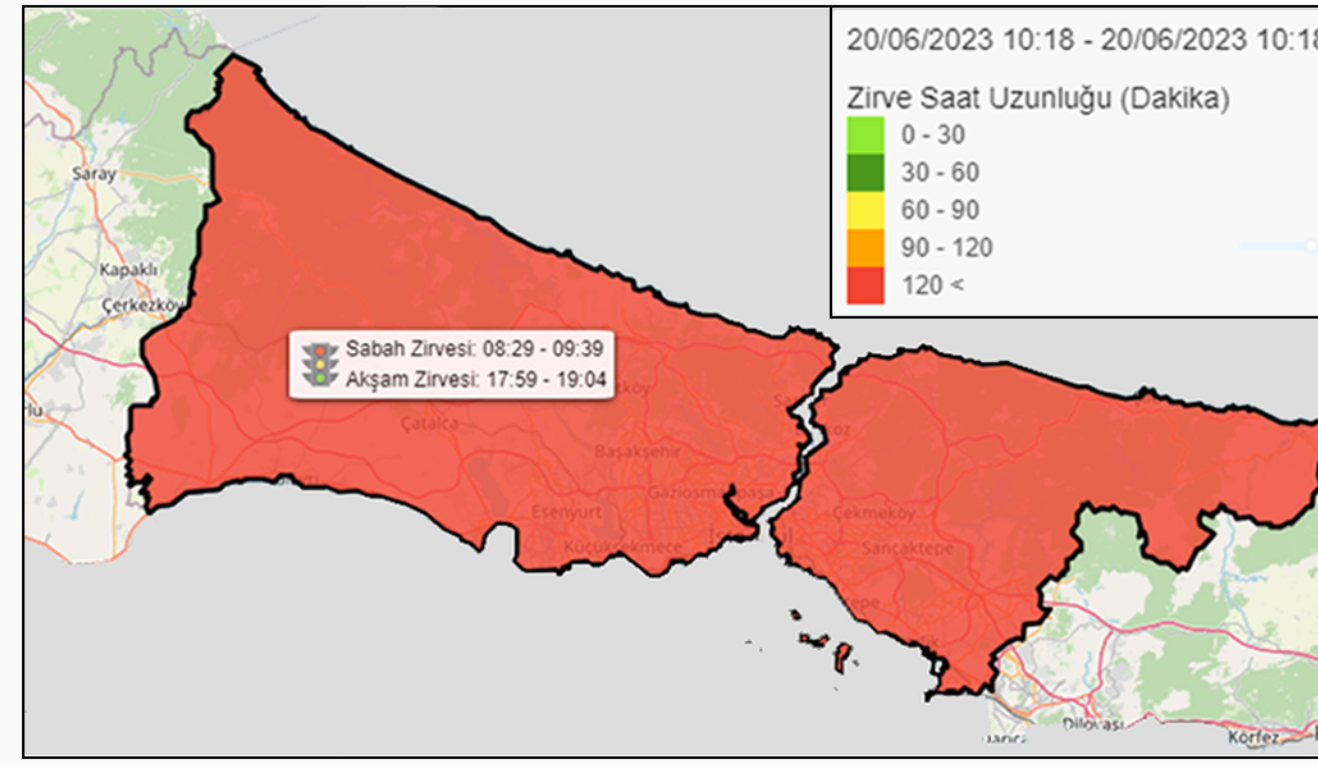 20/06/2023 10:18 - 20/06/2023 10:18
Zirve Saat Uzunluğu (Dakika)
0 - 30
30 - 60
60 - 90
90 - 120
120 <
Saray
Kapaklı
Çerkezköy
Sabah Zirvesi: 08:29 - 09:39
Akşam Zirvesi: 17:59 - 19:04
Çatalca
Başakşehir
Gaziosmanpaşa
Esenyurt
Çekmeköy
Küçükçekmece
Sancaktepe
Dilovası
Körfez